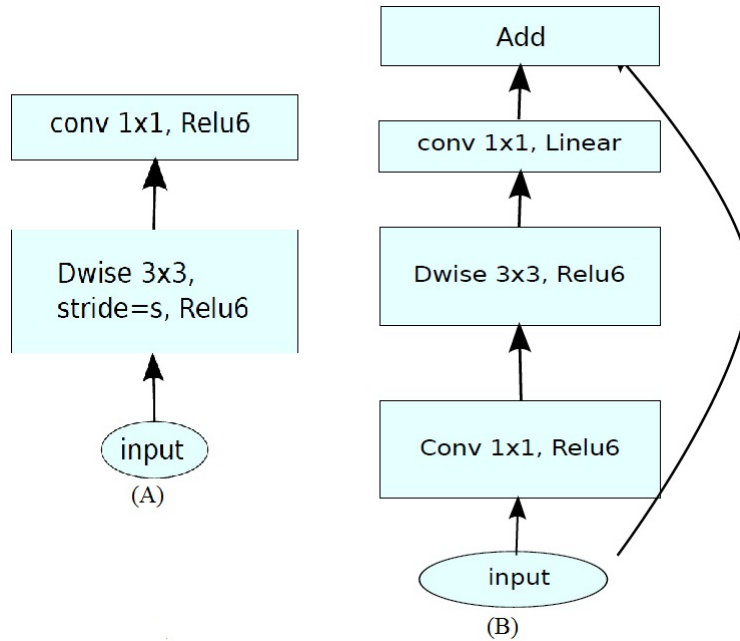 conv 1x1, Relu6
Dwise 3x3,
stride=s, Relu6
input
(A)
Add
conv 1x1, Linear
Dwise 3x3, Relu6
Conv 1x1, Relu6
input
(B)